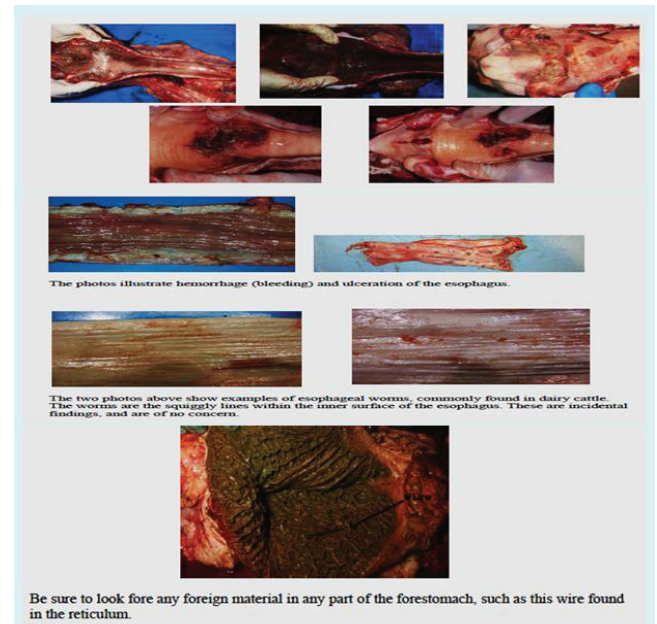 The photos illustrate hemorrhage (bleeding) and ulceration of the esophagus.
The two photos above show examples of esophageal worms, commonly found in dairy cattle.
The worms are the squiggly lines within the inner surface of the esophagus. These are incidental
findings, and are of no concern.
Wire
Be sure to look fore any foreign material in any part of the forestomach, such as this wire found
in the reticulum.